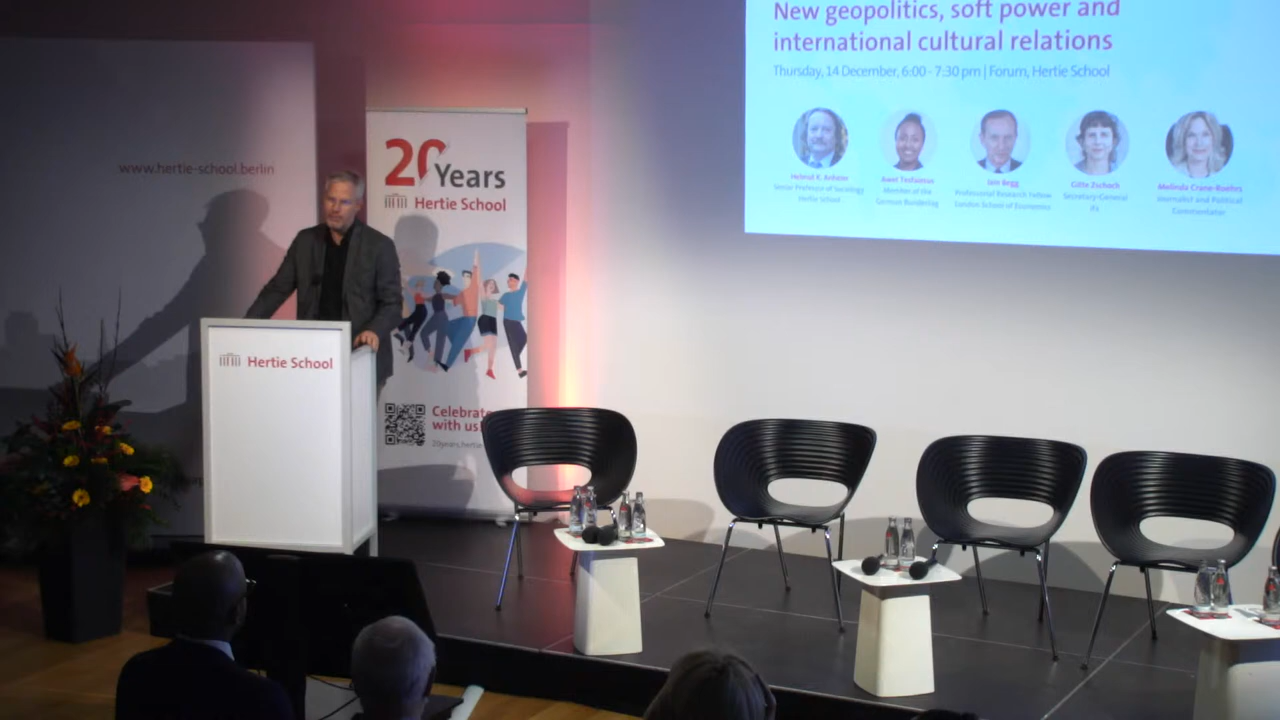 New geopolitics, soft power and
international cultural relations
Thursday, 14 December, 6:00 - 7:30 pm | Forum, Hertie School
Helmut K. Anheier
Senior Professor of Sociology
Hertie School
Awet Tesfaiesus
Member of the
German Bundestag
Iain Begg
Professorial Research Fellow
London School of Economics
Gitte Zschoch
Secretary-General
ifa
Melinda Crane-Roehrs
Journalist and Political
Commentator
www.hertie-school.berlin
20 Years
Hertie School
Celebrate
with us!
20years.hertie
Hertie School